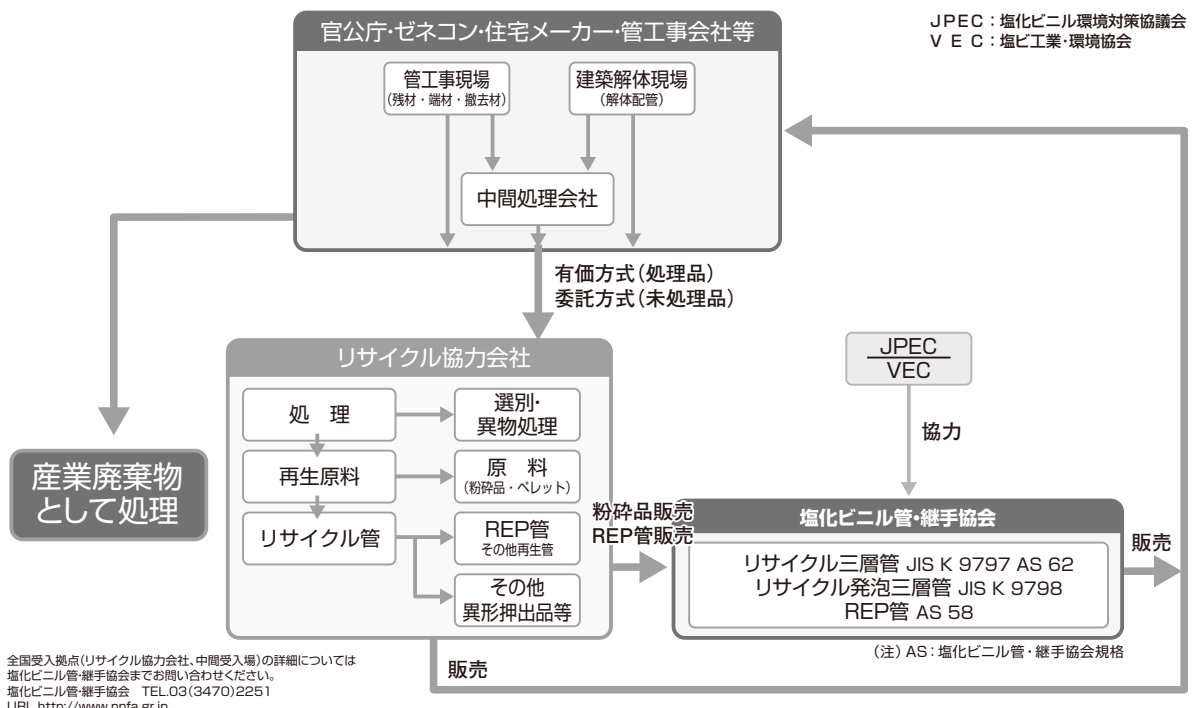 官公庁・ゼネコン・住宅メーカー・管工事会社等
JPEC：塩化ビニル環境対策協議会
VEC：塩ビ工業・環境協会
管工事現場
（残材・端材・撤去材）
建築解体現場
（解体配管）
中間処理会社
有価方式（処理品）
委託方式（未処理品）
リサイクル協力会社
処　理
選別・
異物処理
再生原料
原　料
（粉砕品・ペレット）
リサイクル管
REP管
その他再生管
その他
異形押出品等
産業廃棄物
として処理
JPEC
VEC
協力
粉砕品販売
REP管販売
塩化ビニル管・継手協会
リサイクル三層管 JIS K 9797 AS 62
リサイクル発泡三層管 JIS K 9798
REP管 AS 58
販売
（注）AS：塩化ビニル管・継手協会規格
販売
全国受入拠点（リサイクル協力会社、中間受入場）の詳細については
塩化ビニル管・継手協会までお問い合わせください。
塩化ビニル管・継手協会　TEL.03（3470）2251
URL http://www.ppfa.gr.jp